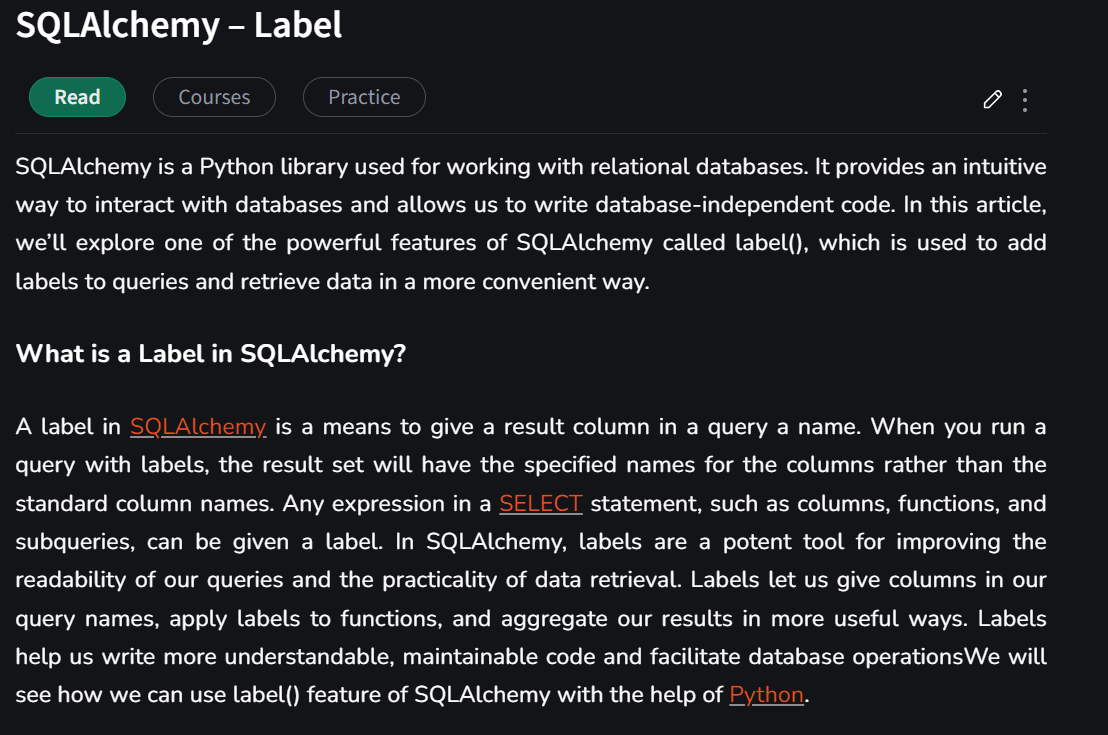 SQLAlchemy – Label
Read
Courses
Practice
SQLAlchemy is a Python library used for working with relational databases. It provides an intuitive
way to interact with databases and allows us to write database-independent code. In this article,
we’ll explore one of the powerful features of SQLAlchemy called label(), which is used to add
labels to queries and retrieve data in a more convenient way.
What is a Label in SQLAlchemy?
A label in SQLAlchemy is a means to give a result column in a query a name. When you run a
query with labels, the result set will have the specified names for the columns rather than the
standard column names. Any expression in a SELECT statement, such as columns, functions, and
subqueries, can be given a label. In SQLAlchemy, labels are a potent tool for improving the
readability of our queries and the practicality of data retrieval. Labels let us give columns in our
query names, apply labels to functions, and aggregate our results in more useful ways. Labels
help us write more understandable, maintainable code and facilitate database operationsWe will
see how we can use label() feature of SQLAlchemy with the help of Python.